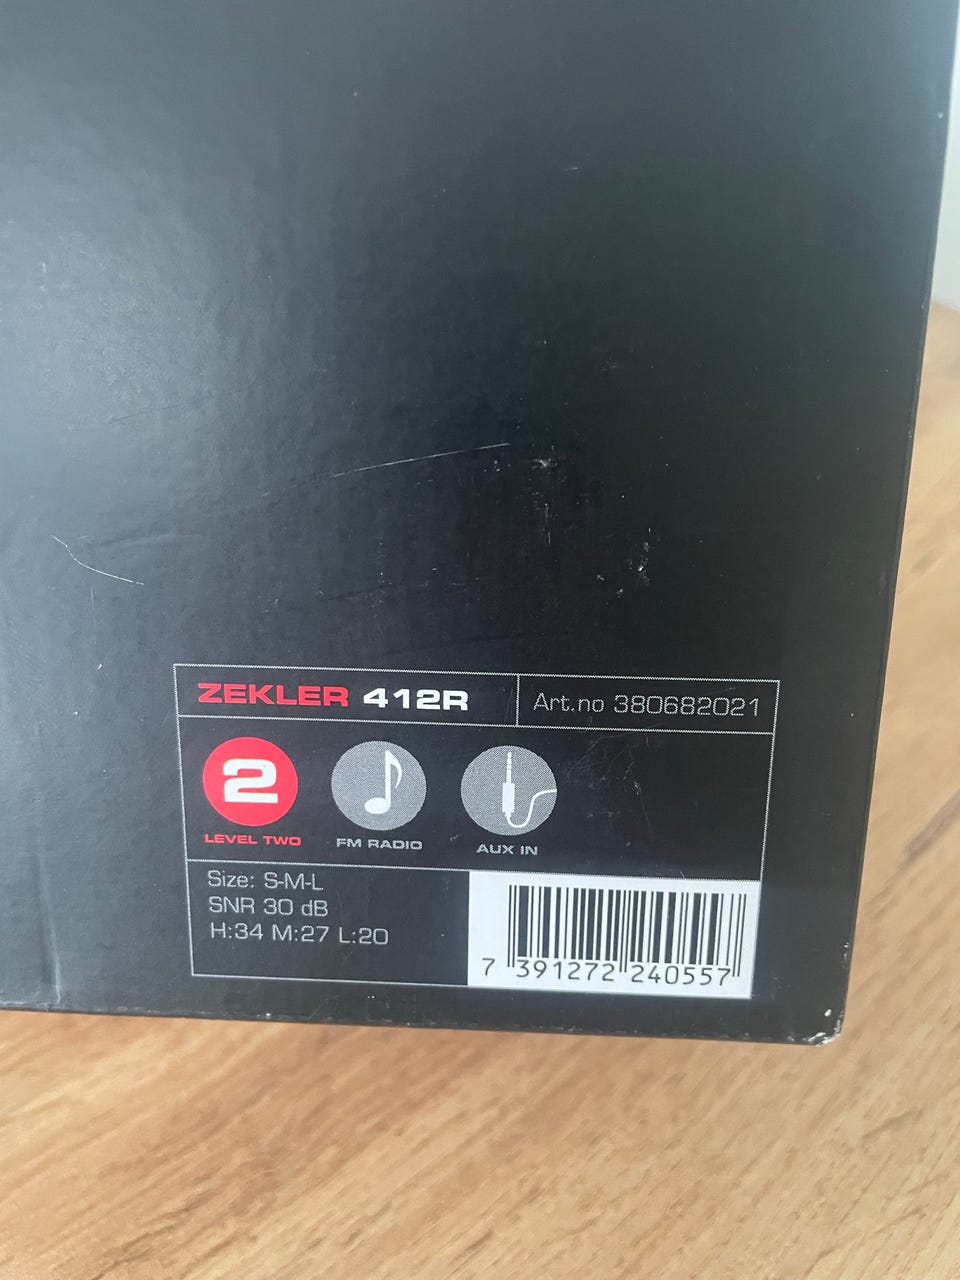 ZEKLER 412R
Art.no 380682021
2
LEVEL TWO
FM RADIO
AUX IN
Size: S-M-L
SNR 30 dB
H:34 M:27 L:20
7 391272 240557